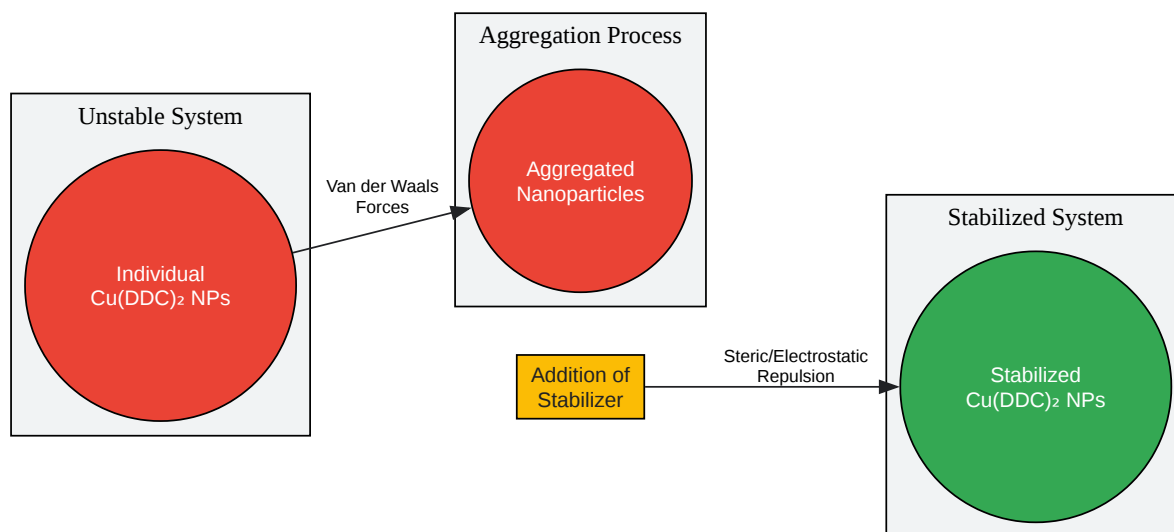 Unstable System
Individual
Cu(DDC)₂ NPs
Van der Waals
Forces
Aggregation Process
Aggregated
Nanoparticles
Addition of
Stabilizer
Steric/Electrostatic
Repulsion
Stabilized System
Stabilized
Cu(DDC)₂ NPs